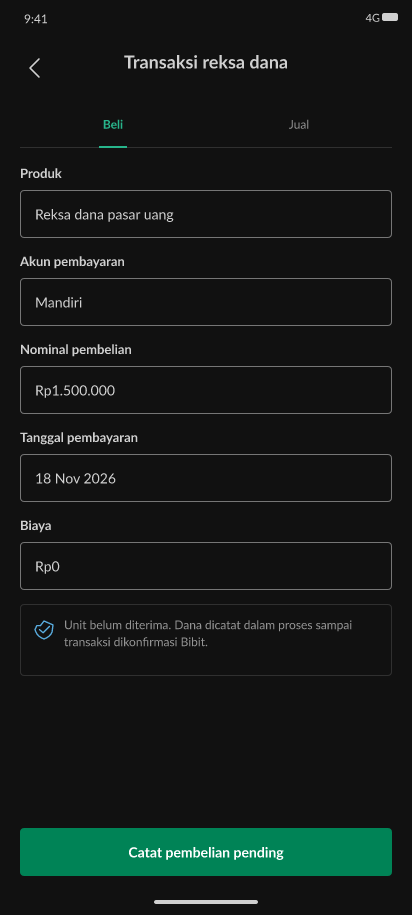 9:41
4G
Transaksi reksa dana
Beli
Jual
Produk
Reksa dana pasar uang
Akun pembayaran
Mandiri
Nominal pembelian
Rp1.500.000
Tanggal pembayaran
18 Nov 2026
Biaya
Rp0
Unit belum diterima. Dana dicatat dalam proses sampai
transaksi dikonfirmasi Bibit.
Catat pembelian pending